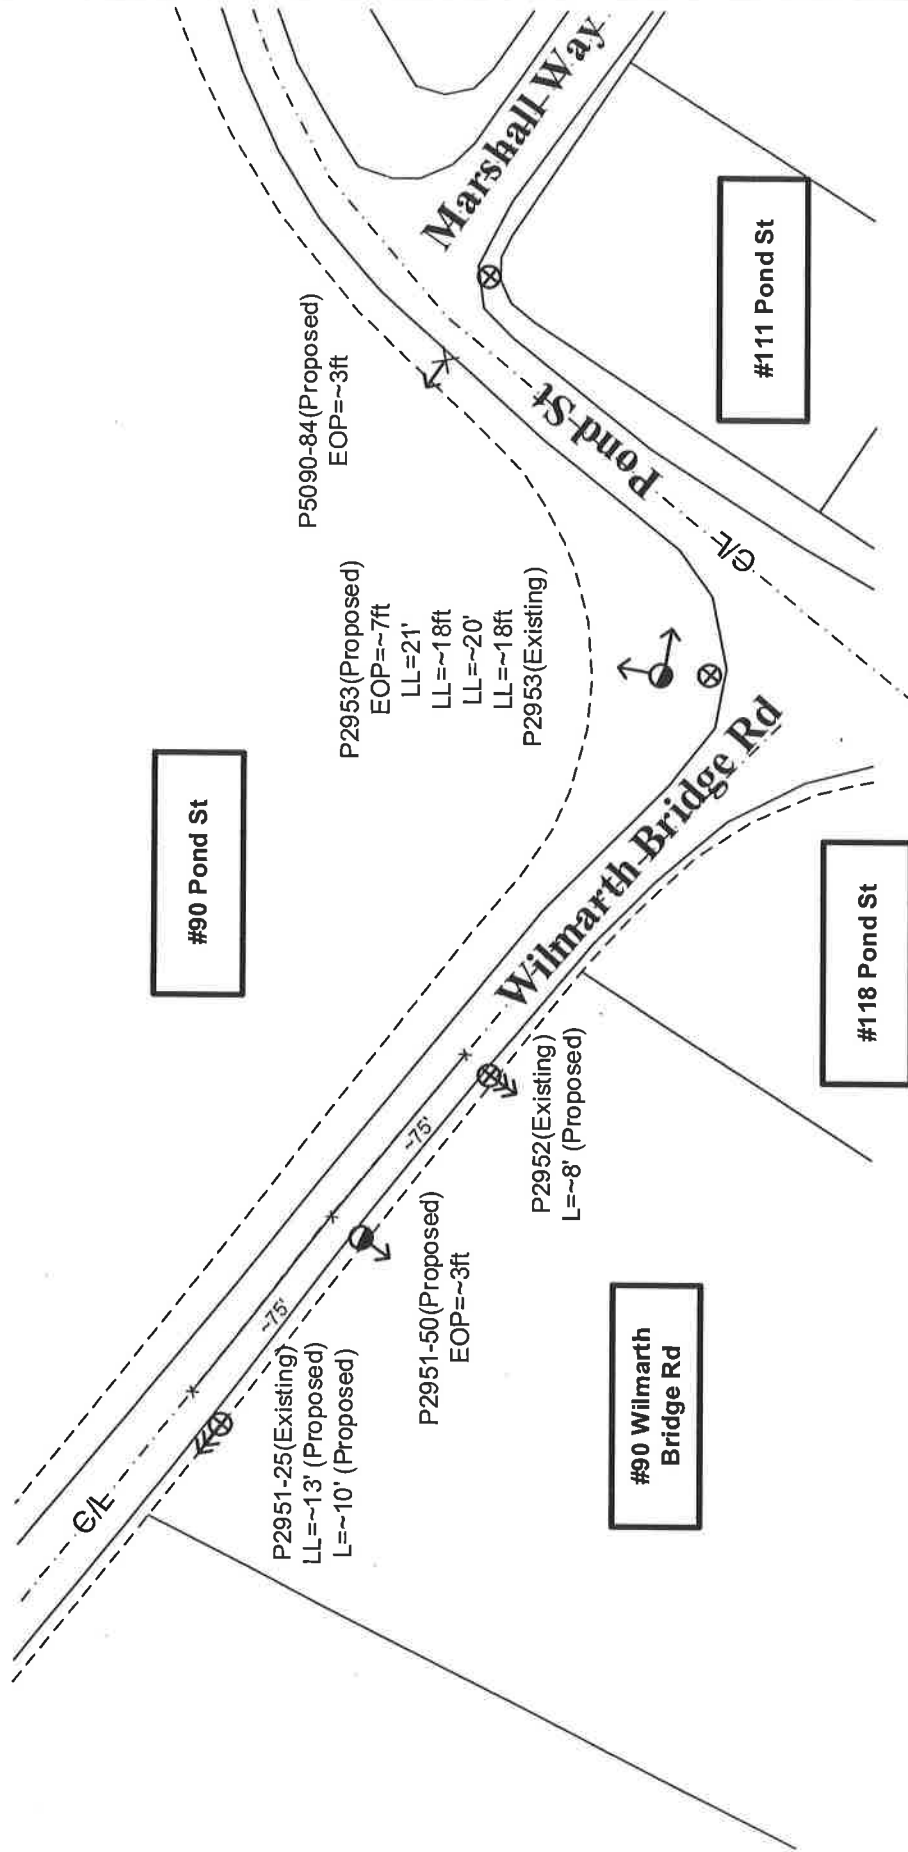 P5090-84(Proposed)
EOP=~3ft
Marshall Way
Pond St
#111 Pond St
C/L
P2953(Proposed)
EOP=~7ft
LL=21'
LL=~18ft
LL=~20'
LL=~18ft
P2953(Existing)
#90 Pond St
Wilmarth Bridge Rd
#118 Pond St
P2952(Existing)
L=~8' (Proposed)
~75'
P2951-50(Proposed)
EOP=~3ft
~75'
P2951-25(Existing)
LL=~13' (Proposed)
L=~10' (Proposed)
C/L
#90 Wilmarth
Bridge Rd